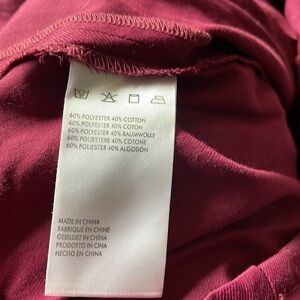 60% POLYESTER 40% COTTON
60% POLYESTER 40% COTON
60% POLYESTER 40% BAUMWOLLE
60% POLIESTERE 40% COTONE
60% POLIESTER 40% ALGODÓN
MADE IN CHINA
FABRIQUÉ EN CHINE
GEBILDET IN CHINA
PRODOTTO IN CINA
HECHO EN CHINA